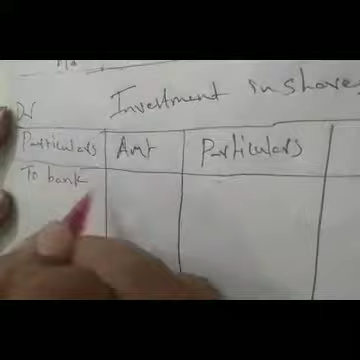 Investment in shares
Dr
Particulars Amt Particulars
To bank